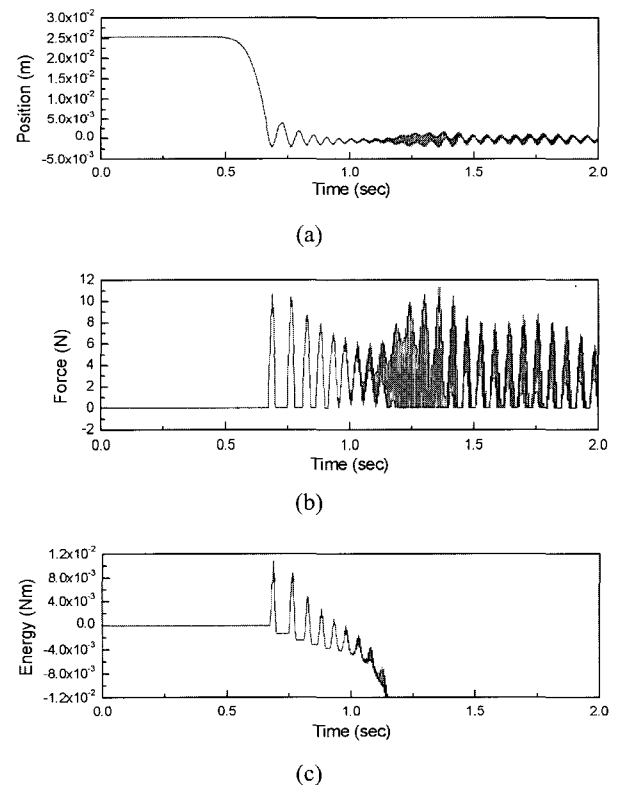 3.0x10⁻²
2.5x10⁻²
2.0x10⁻²
1.5x10⁻²
1.0x10⁻²
5.0x10⁻³
0.0
-5.0x10⁻³
Position (m)
0.0 0.5 1.0 1.5 2.0
Time (sec)
(a)
12
10
8
6
4
2
0
-2
Force (N)
0.0 0.5 1.0 1.5 2.0
Time (sec)
(b)
1.2x10⁻²
8.0x10⁻³
4.0x10⁻³
0.0
-4.0x10⁻³
-8.0x10⁻³
-1.2x10⁻²
Energy (Nm)
0.0 0.5 1.0 1.5 2.0
Time (sec)
(c)